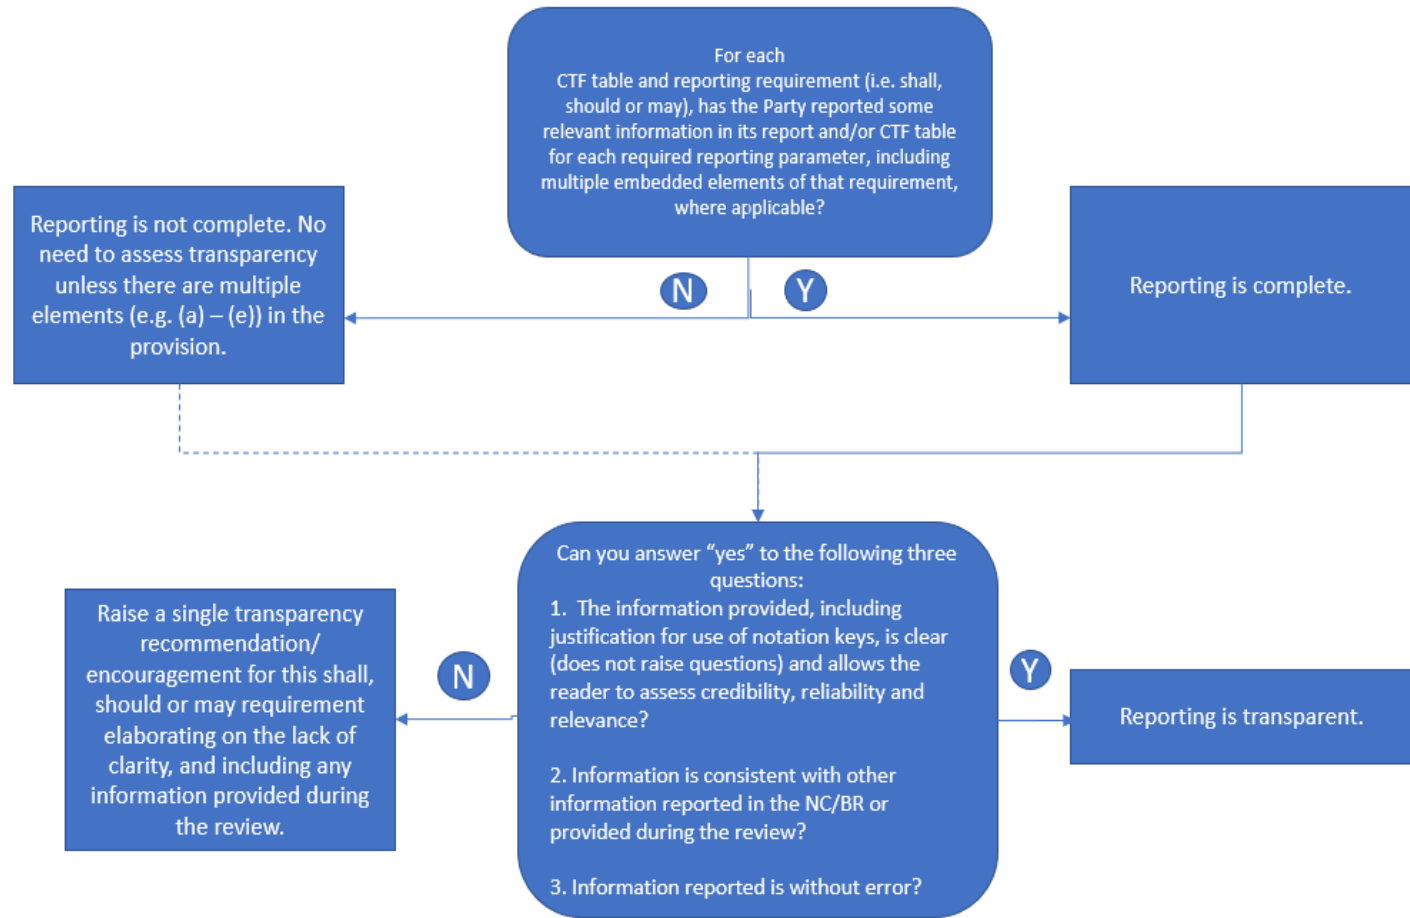 For each
CTF table and reporting requirement (i.e. shall,
should or may), has the Party reported some
relevant information in its report and/or CTF table
for each required reporting parameter, including
multiple embedded elements of that requirement,
where applicable?
Reporting is not complete. No
need to assess transparency
unless there are multiple
elements (e.g. (a) – (e)) in the
provision.
N
Y
Reporting is complete.
Can you answer “yes” to the following three
questions:
1. The information provided, including
justification for use of notation keys, is clear
(does not raise questions) and allows the
reader to assess credibility, reliability and
relevance?
2. Information is consistent with other
information reported in the NC/BR or
provided during the review?
3. Information reported is without error?
Raise a single transparency
recommendation/
encouragement for this shall,
should or may requirement
elaborating on the lack of
clarity, and including any
information provided during
the review.
N
Y
Reporting is transparent.